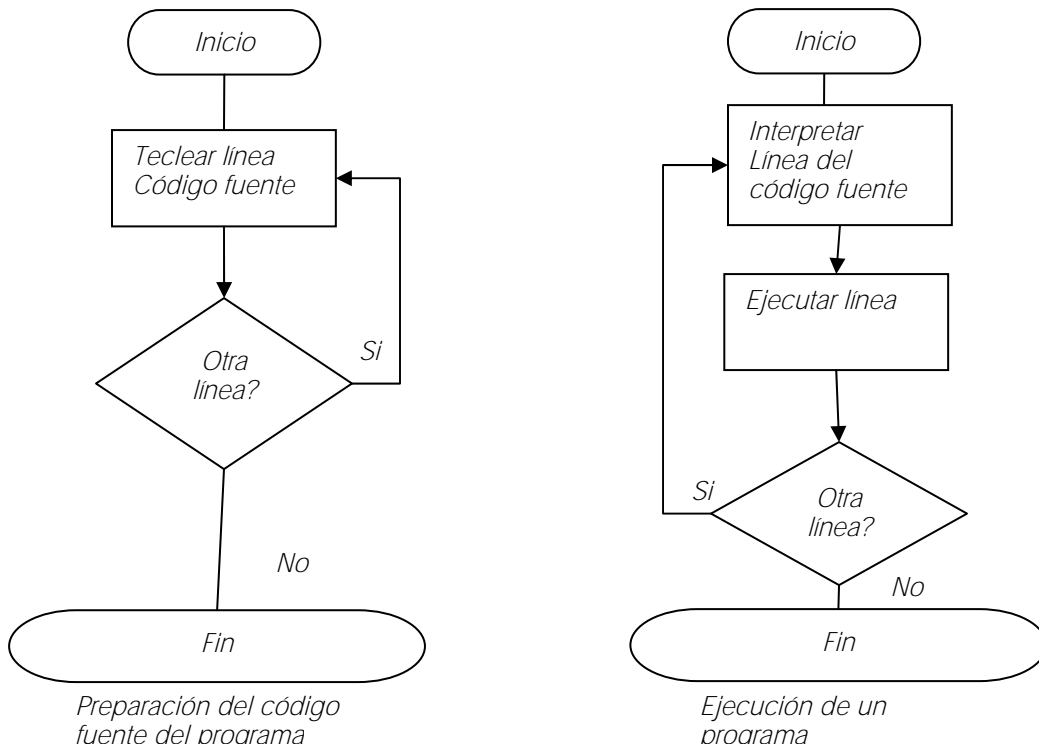 Inicio
Teclear línea
Código fuente
Otra
línea?
Si
No
Fin
Preparación del código
fuente del programa
Inicio
Interpretar
Línea del
código fuente
Ejecutar línea
Otra
línea?
Si
No
Fin
Ejecución de un
programa